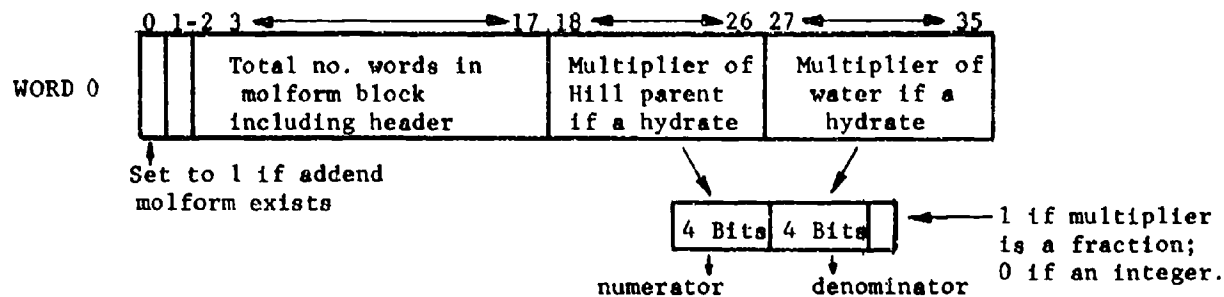 0 1-2 3 17 18 26 27 35
WORD 0
Total no. words in
molform block
including header
Multiplier of
Hill parent
if a hydrate
Multiplier of
water if a
hydrate
Set to 1 if addend
molform exists
4 Bits 4 Bits
1 if multiplier
is a fraction;
0 if an integer.
numerator denominator